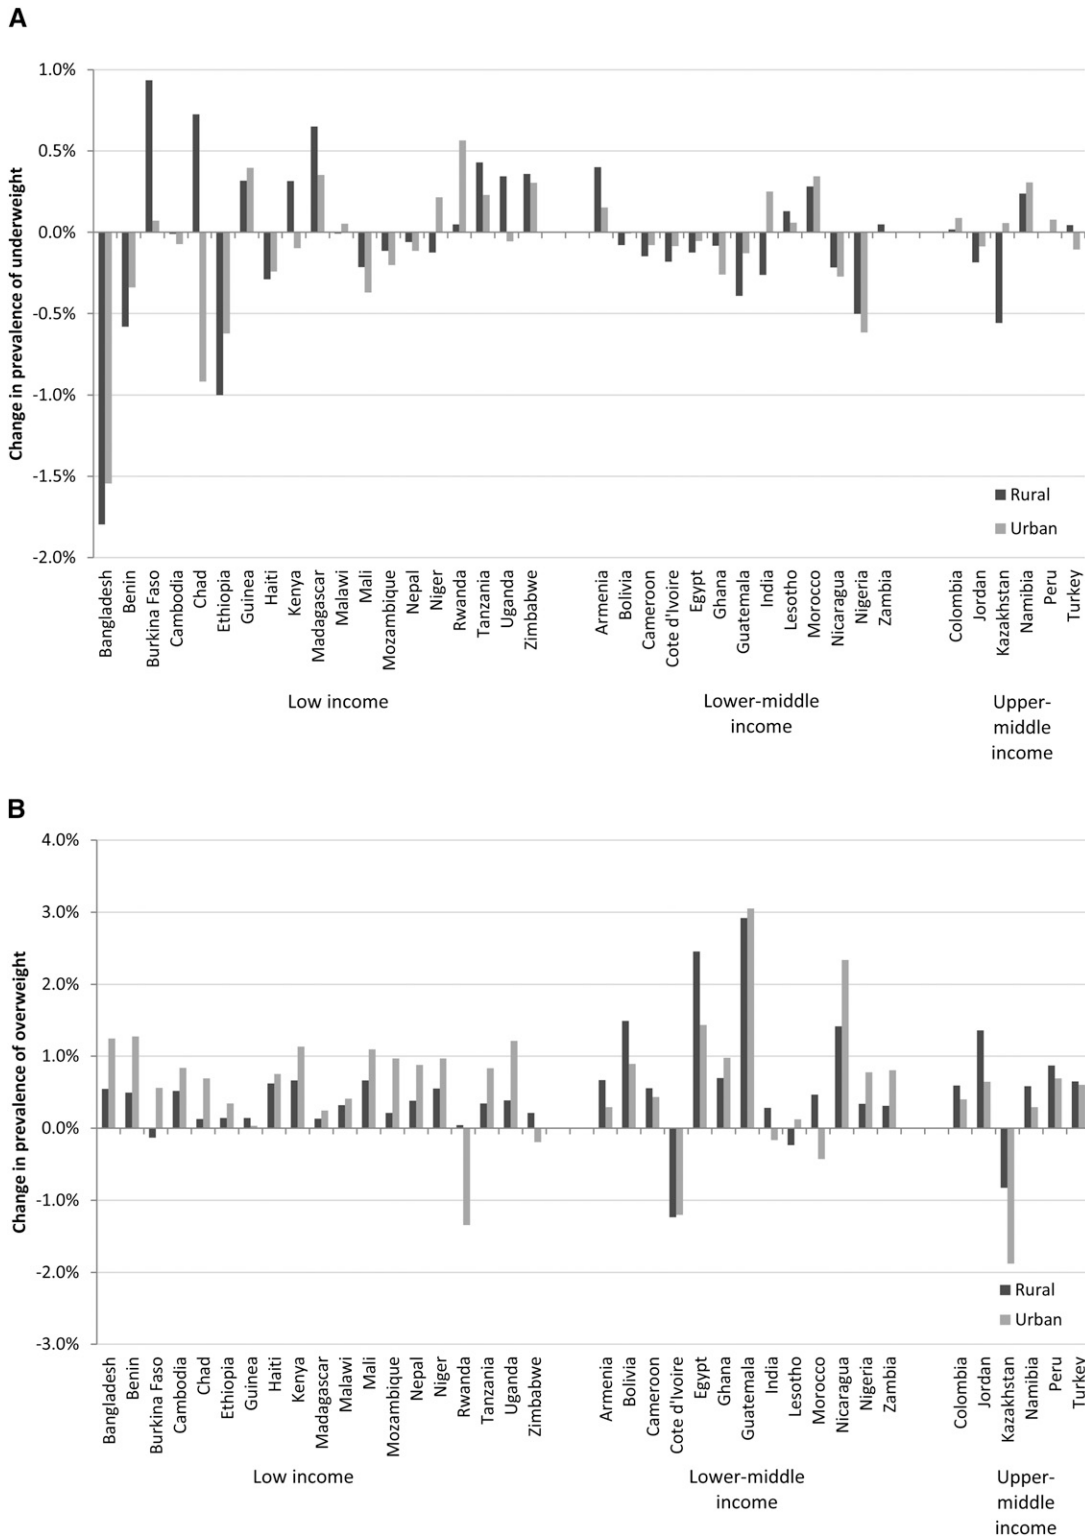 A
Change in prevalence of underweight
1.0%
0.5%
0.0%
-0.5%
-1.0%
-1.5%
-2.0%
Rural
Urban
Bangladesh
Benin
Burkina Faso
Cambodia
Chad
Ethiopia
Guinea
Haiti
Kenya
Madagascar
Malawi
Mali
Mozambique
Nepal
Niger
Rwanda
Tanzania
Uganda
Zimbabwe
Armenia
Bolivia
Cameroon
Cote d'Ivoire
Egypt
Ghana
Guatemala
India
Lesotho
Morocco
Nicaragua
Nigeria
Zambia
Colombia
Jordan
Kazakhstan
Namibia
Peru
Turkey
Low income
Lower-middle
income
Upper-
middle
income
B
Change in prevalence of overweight
4.0%
3.0%
2.0%
1.0%
0.0%
-1.0%
-2.0%
-3.0%
Rural
Urban
Bangladesh
Benin
Burkina Faso
Cambodia
Chad
Ethiopia
Guinea
Haiti
Kenya
Madagascar
Malawi
Mali
Mozambique
Nepal
Niger
Rwanda
Tanzania
Uganda
Zimbabwe
Armenia
Bolivia
Cameroon
Cote d'Ivoire
Egypt
Ghana
Guatemala
India
Lesotho
Morocco
Nicaragua
Nigeria
Zambia
Colombia
Jordan
Kazakhstan
Namibia
Peru
Turkey
Low income
Lower-middle
income
Upper-
middle
income